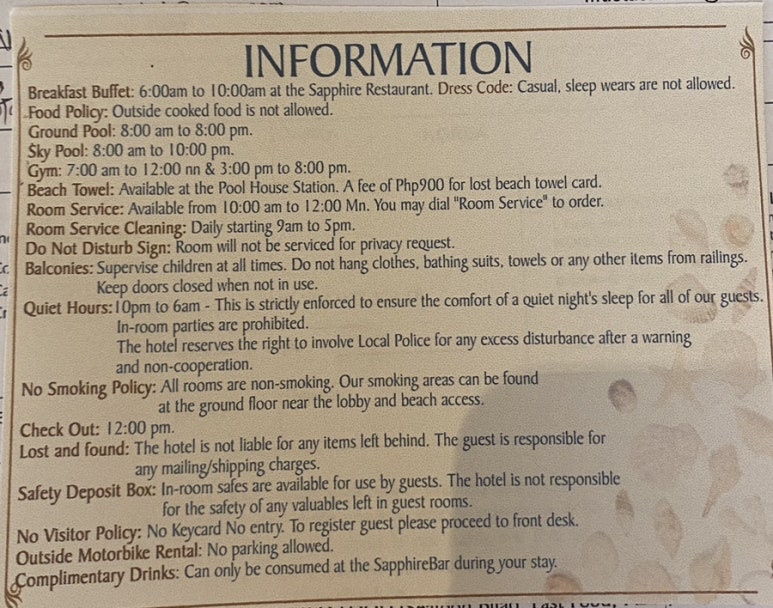 INFORMATION
Breakfast Buffet: 6:00am to 10:00am at the Sapphire Restaurant. Dress Code: Casual, sleep wears are not allowed.
Food Policy: Outside cooked food is not allowed.
Ground Pool: 8:00 am to 8:00 pm.
Sky Pool: 8:00 am to 10:00 pm.
Gym: 7:00 am to 12:00 nn & 3:00 pm to 8:00 pm.
Beach Towel: Available at the Pool House Station. A fee of Php900 for lost beach towel card.
Room Service: Available from 10:00 am to 12:00 Mn. You may dial "Room Service" to order.
Room Service Cleaning: Daily starting 9am to 5pm.
Do Not Disturb Sign: Room will not be serviced for privacy request.
Balconies: Supervise children at all times. Do not hang clothes, bathing suits, towels or any other items from railings.
Keep doors closed when not in use.
Quiet Hours: 10pm to 6am - This is strictly enforced to ensure the comfort of a quiet night's sleep for all of our guests.
In-room parties are prohibited.
The hotel reserves the right to involve Local Police for any excess disturbance after a warning
and non-cooperation.
No Smoking Policy: All rooms are non-smoking. Our smoking areas can be found
at the ground floor near the lobby and beach access.
Check Out: 12:00 pm.
Lost and found: The hotel is not liable for any items left behind. The guest is responsible for
any mailing/shipping charges.
Safety Deposit Box: In-room safes are available for use by guests. The hotel is not responsible
for the safety of any valuables left in guest rooms.
No Visitor Policy: No Keycard No entry. To register guest please proceed to front desk.
Outside Motorbike Rental: No parking allowed.
Complimentary Drinks: Can only be consumed at the SapphireBar during your stay.